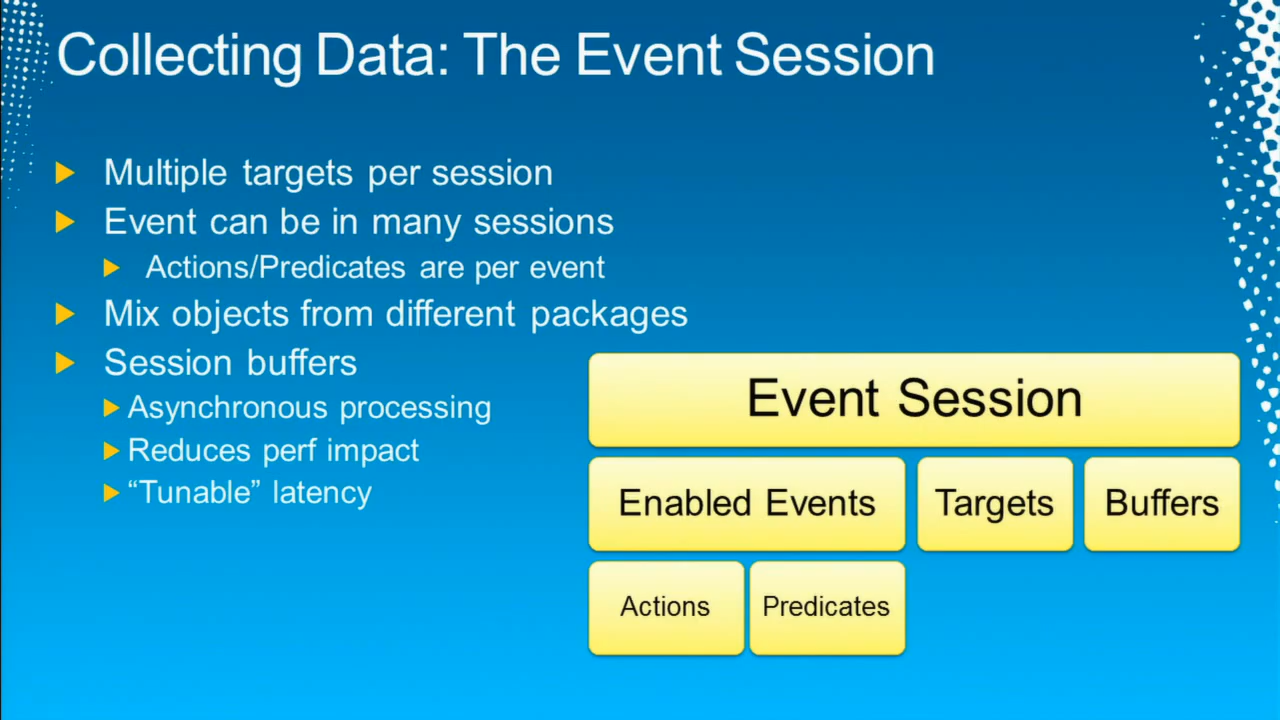 Collecting Data: The Event Session
Multiple targets per session
Event can be in many sessions
Actions/Predicates are per event
Mix objects from different packages
Session buffers
Asynchronous processing
Reduces perf impact
“Tunable” latency
Event Session
Enabled Events
Targets
Buffers
Actions
Predicates